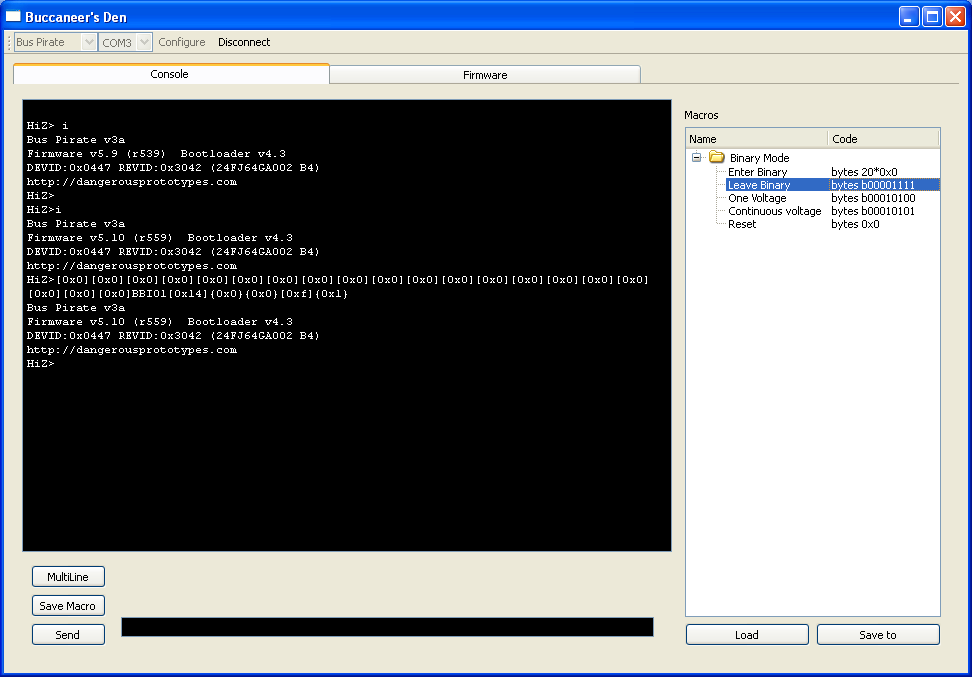 Buccaneer's Den
Bus Pirate COM3 Configure Disconnect
Console Firmware
HiZ> i
Bus Pirate v3a
Firmware v5.9 (r539)  Bootloader v4.3
DEVID:0x0447 REVID:0x3042 (24FJ64GA002 B4)
http://dangerousprototypes.com
HiZ>
HiZ>i
Bus Pirate v3a
Firmware v5.10 (r559)  Bootloader v4.3
DEVID:0x0447 REVID:0x3042 (24FJ64GA002 B4)
http://dangerousprototypes.com
HiZ>[0x0][0x0][0x0][0x0][0x0][0x0][0x0][0x0][0x0][0x0][0x0][0x0][0x0][0x0][0x0][0x0][0x0]
[0x0][0x0][0x0]BBIO1[0x14]{0x0}{0x0}[0xf]{0x1}
Bus Pirate v3a
Firmware v5.10 (r559)  Bootloader v4.3
DEVID:0x0447 REVID:0x3042 (24FJ64GA002 B4)
http://dangerousprototypes.com
HiZ>
Macros
Name Code
Binary Mode
Enter Binary bytes 20*0x0
Leave Binary bytes b00001111
One Voltage bytes b00010100
Continuous voltage bytes b00010101
Reset bytes 0x0
MultiLine
Save Macro
Send
Load Save to